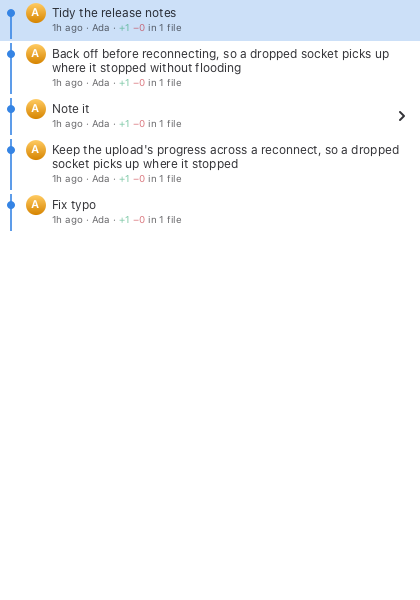 A Tidy the release notes
1h ago · Ada · +1 −0 in 1 file
A Back off before reconnecting, so a dropped socket picks up
where it stopped without flooding
1h ago · Ada · +1 −0 in 1 file
A Note it
1h ago · Ada · +1 −0 in 1 file
A Keep the upload's progress across a reconnect, so a dropped
socket picks up where it stopped
1h ago · Ada · +1 −0 in 1 file
A Fix typo
1h ago · Ada · +1 −0 in 1 file